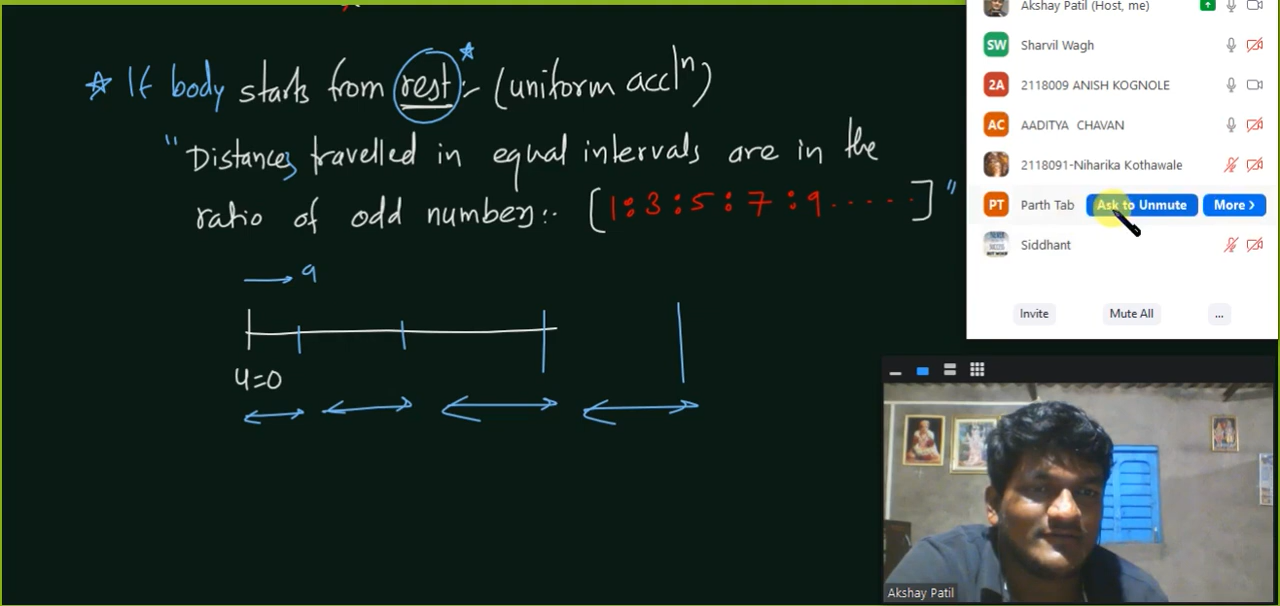 * If body starts from rest*:- (uniform acclⁿ)
"Distances travelled in equal intervals are in the
ratio of odd numbers:- [1:3:5:7:9.....]"
a
u=0
Akshay Patil (Host, me)
SW Sharvil Wagh
2A 2118009 ANISH KOGNOLE
AC AADITYA CHAVAN
2118091-Niharika Kothawale
PT Parth Tab Ask to Unmute More >
Siddhant
Invite Mute All ...
Akshay Patil